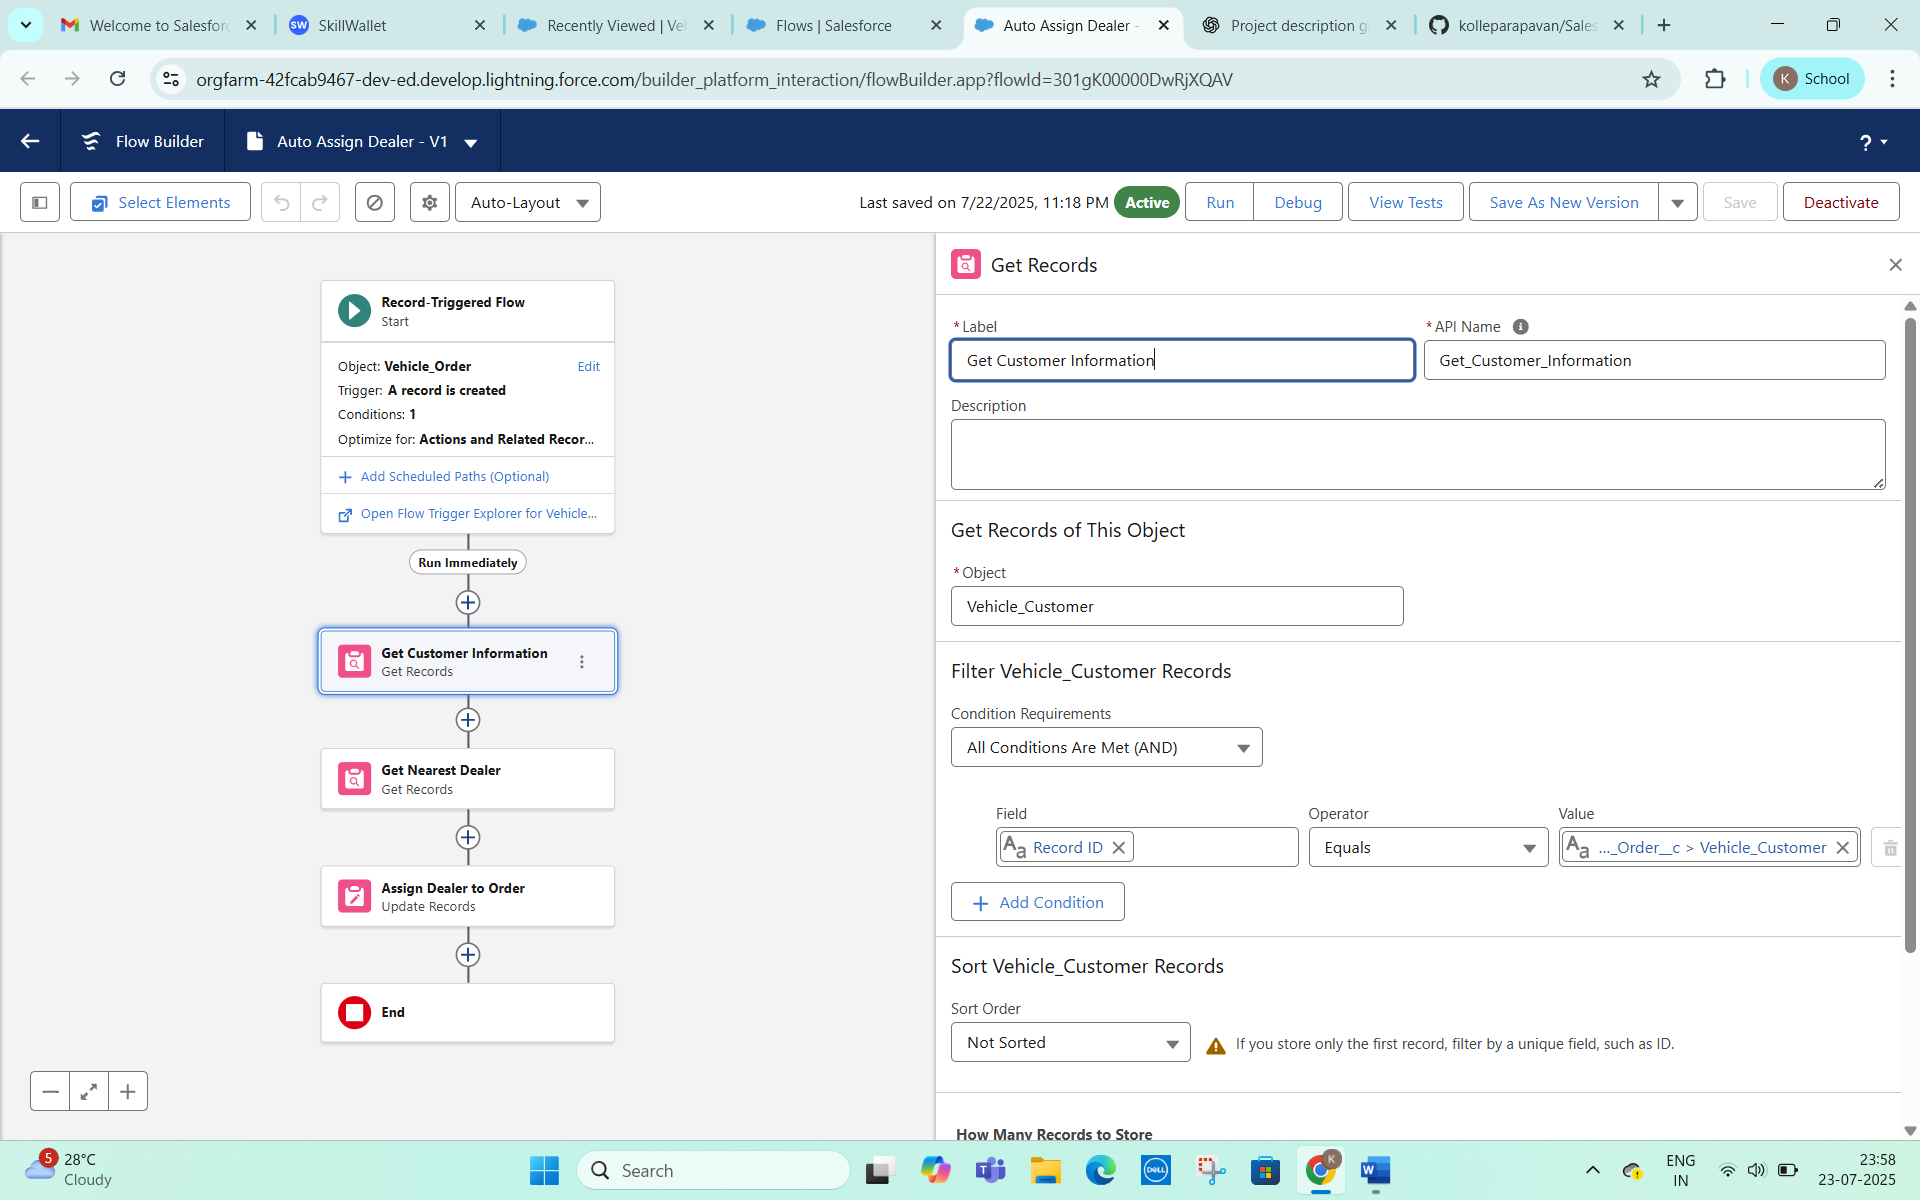 Welcome to Salesforc
SkillWallet
Recently Viewed | Veh
Flows | Salesforce
Auto Assign Dealer -
Project description ge
kolleparapavan/Sales
orgfarm-42fcab9467-dev-ed.develop.lightning.force.com/builder_platform_interaction/flowBuilder.app?flowId=301gK00000DwRjXQAV
K School
Flow Builder
Auto Assign Dealer - V1
?
Select Elements
Auto-Layout
Last saved on 7/22/2025, 11:18 PM
Active
Run
Debug
View Tests
Save As New Version
Save
Deactivate
Record-Triggered Flow
Start
Object: Vehicle_Order
Edit
Trigger: A record is created
Conditions: 1
Optimize for: Actions and Related Recor...
Add Scheduled Paths (Optional)
Open Flow Trigger Explorer for Vehicle...
Run Immediately
Get Customer Information
Get Records
Get Nearest Dealer
Get Records
Assign Dealer to Order
Update Records
End
Get Records
*Label
Get Customer Information
*API Name
Get_Customer_Information
Description
Get Records of This Object
*Object
Vehicle_Customer
Filter Vehicle_Customer Records
Condition Requirements
All Conditions Are Met (AND)
Field
Operator
Value
Aa Record ID
Equals
Aa ..._Order__c > Vehicle_Customer
Add Condition
Sort Vehicle_Customer Records
Sort Order
Not Sorted
If you store only the first record, filter by a unique field, such as ID.
How Many Records to Store
5
28°C
Cloudy
Search
DELL
K
ENG
IN
23:58
23-07-2025